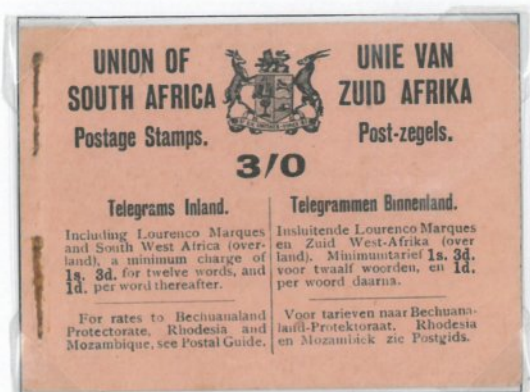 UNION OF
SOUTH AFRICA
Postage Stamps.
UNIE VAN
ZUID AFRIKA
Post-zegels.
3/0
Telegrams Inland.
Including Lourenco Marques
and South West Africa (over-
land), a minimum charge of
1s. 3d. for twelve words, and
1d. per word thereafter.
For rates to Bechuanaland
Protectorate, Rhodesia and
Mozambique, see Postal Guide.
Telegrammen Binnenland.
Insluitende Lourenco Marques
en Zuid West-Afrika (over
land). Minimumtarief 1s. 3d.
voor twaalf woorden, en 1d.
per woord daarna.
Voor tarieven naar Bechuana-
land-Protektoraat, Rhodesia
en Mozambiek zie Postgids.